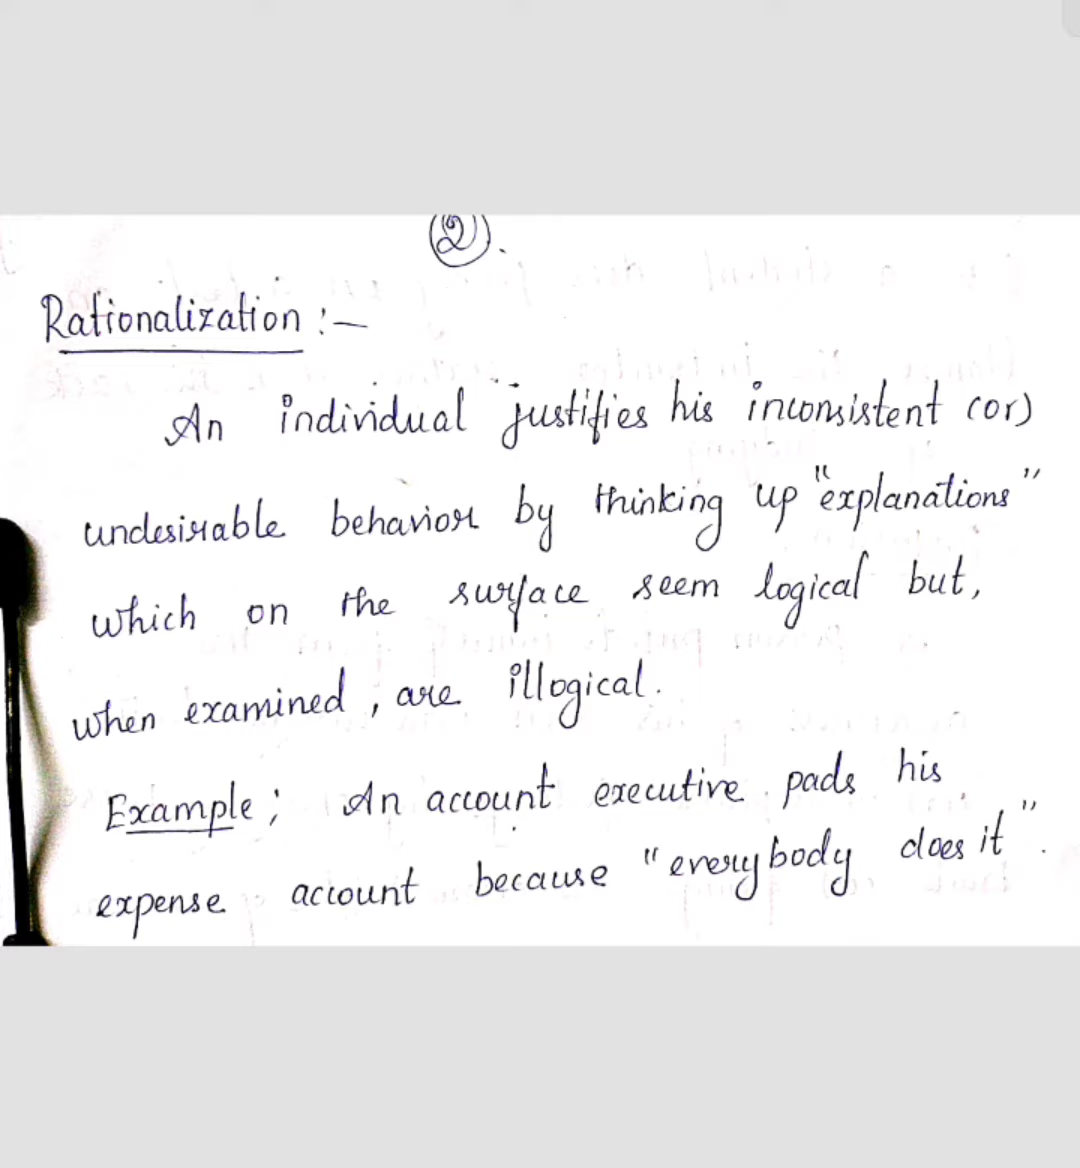 (2).
Rationalization :-
An individual justifies his inconsistent (or)
undesirable behavior by thinking up "explanations"
which on the surface seem logical but,
when examined, are illogical.
Example; An account executive pads his
expense account because "everybody does it".